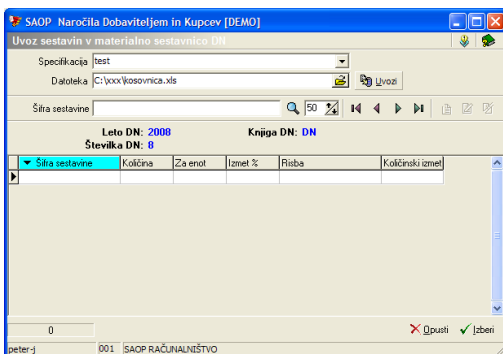 SAOP Naročila Dobaviteljem in Kupcev [DEMO]
Uvoz sestavin v materialno sestavnico DN
Specifikacija test
Datoteka C:\xxx\kosovnica.xls Uvozi
Šifra sestavine 50
Leto DN: 2008 Knjiga DN: DN
Številka DN: 8
Šifra sestavine Količina Za enot Izmet % Risba Količinski izmet
0 Opusti Izberi
peter-j 001 SAOP RAČUNALNIŠTVO